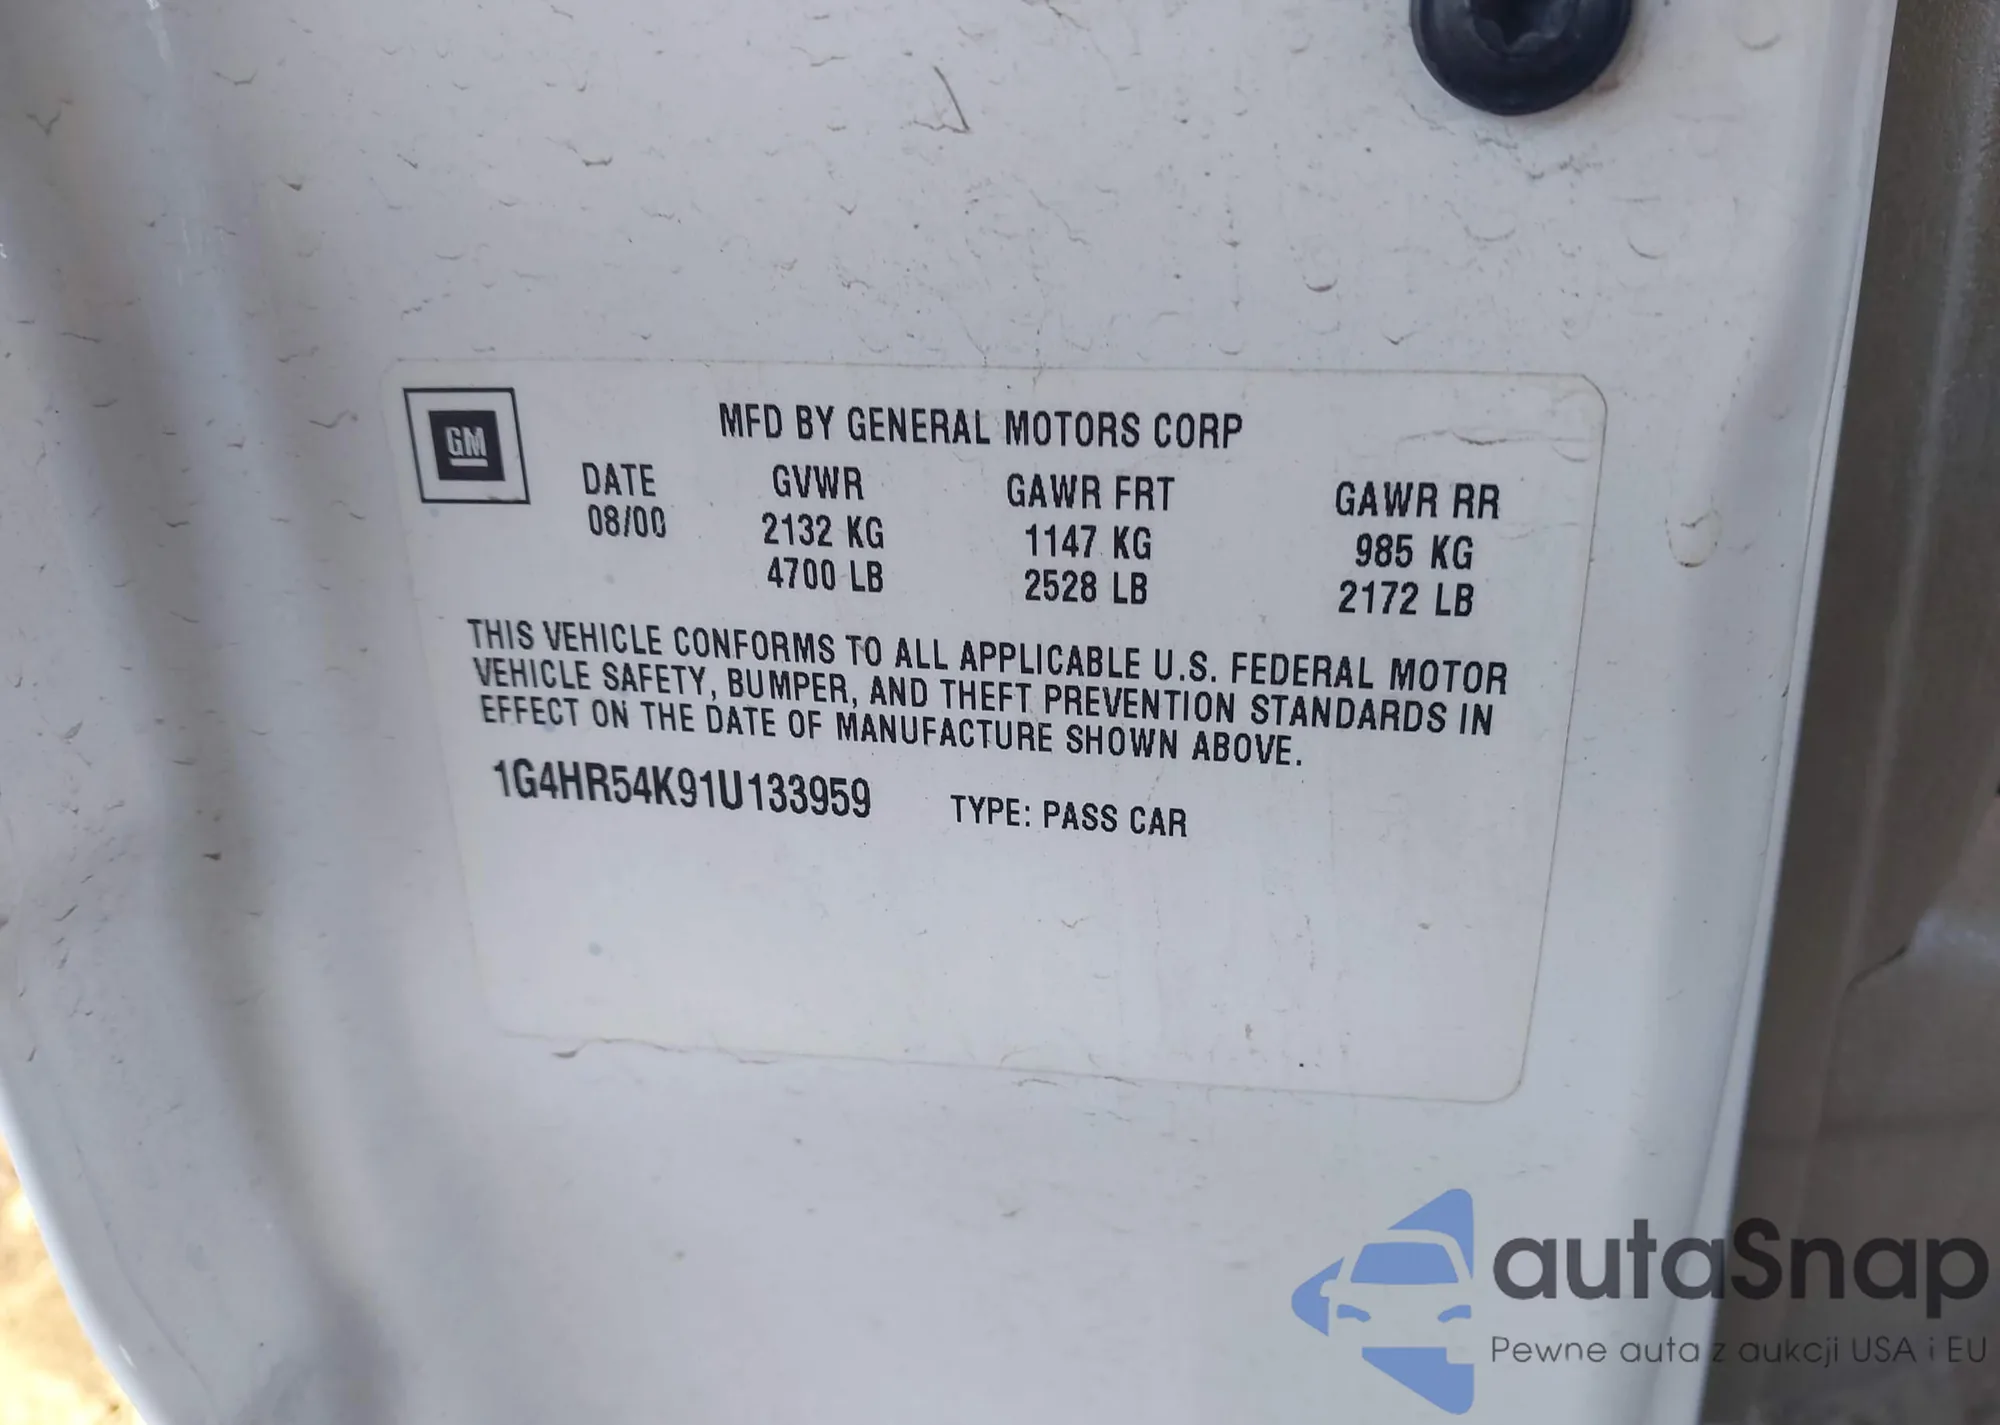 GM
MFD BY GENERAL MOTORS CORP
DATE GVWR GAWR FRT GAWR RR
08/00 2132 KG 1147 KG 985 KG
4700 LB 2528 LB 2172 LB
THIS VEHICLE CONFORMS TO ALL APPLICABLE U.S. FEDERAL MOTOR
VEHICLE SAFETY, BUMPER, AND THEFT PREVENTION STANDARDS IN
EFFECT ON THE DATE OF MANUFACTURE SHOWN ABOVE.
1G4HR54K91U133959 TYPE: PASS CAR
autaSnap
Pewne auta z aukcji USA i EU